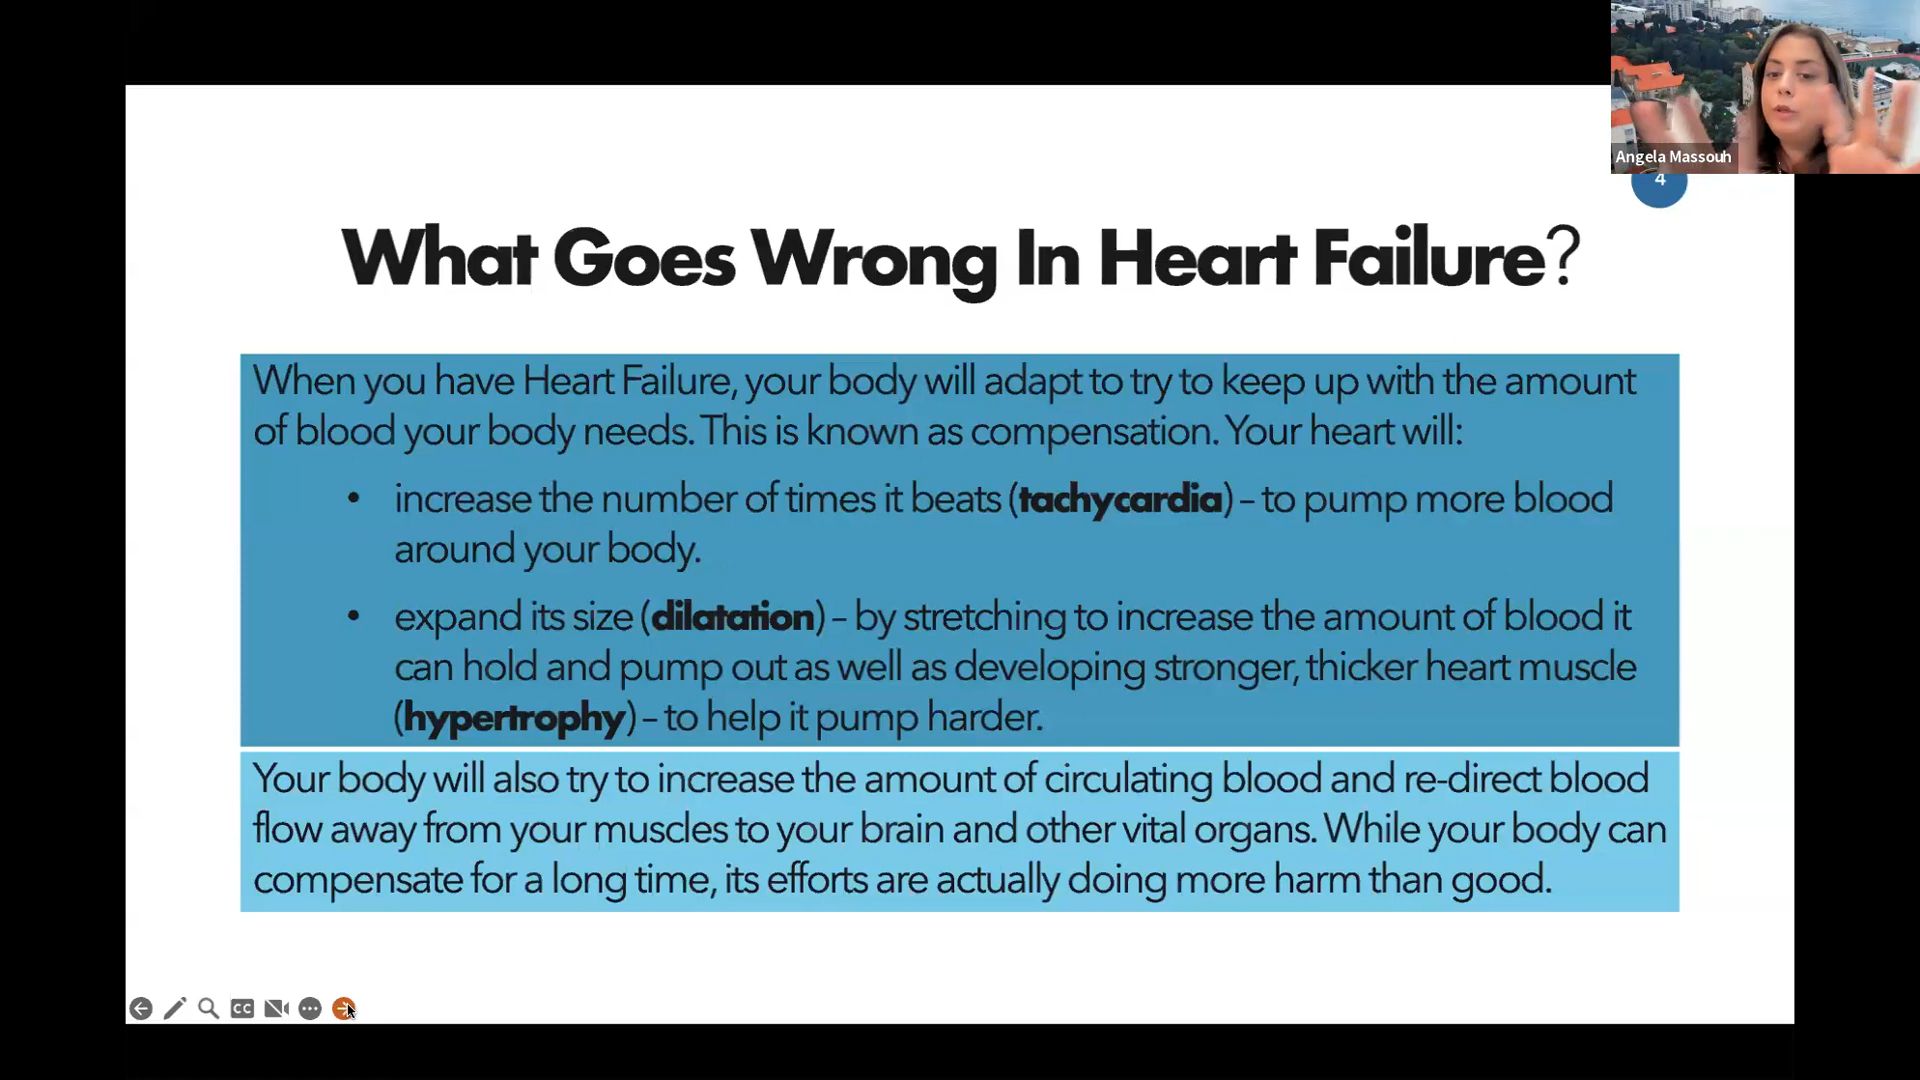 Angela Massouh
4
What Goes Wrong In Heart Failure?
When you have Heart Failure, your body will adapt to try to keep up with the amount
of blood your body needs. This is known as compensation. Your heart will:
• increase the number of times it beats (tachycardia) – to pump more blood
around your body.
• expand its size (dilatation) – by stretching to increase the amount of blood it
can hold and pump out as well as developing stronger, thicker heart muscle
(hypertrophy) – to help it pump harder.
Your body will also try to increase the amount of circulating blood and re-direct blood
flow away from your muscles to your brain and other vital organs. While your body can
compensate for a long time, its efforts are actually doing more harm than good.
CC